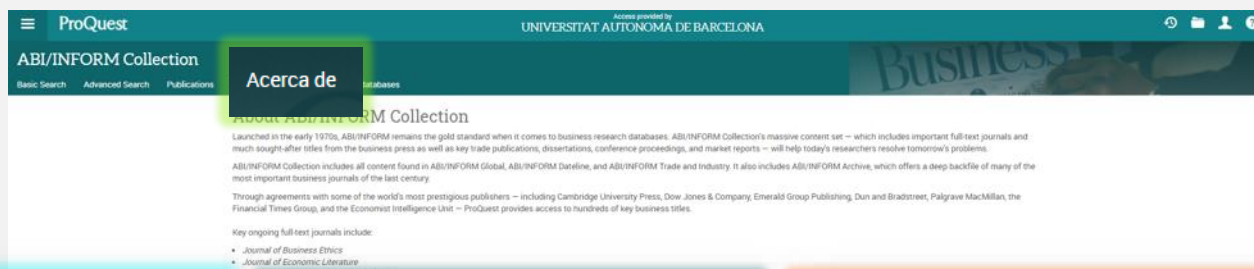 ProQuest
Access provided by
UNIVERSITAT AUTONOMA DE BARCELONA
ABI/INFORM Collection
Business
Basic Search Advanced Search Publications Acerca de databases
About ABI/INFORM Collection
Launched in the early 1970s, ABI/INFORM remains the gold standard when it comes to business research databases. ABI/INFORM Collection's massive content set — which includes important full-text journals and
much sought-after titles from the business press as well as key trade publications, dissertations, conference proceedings, and market reports — will help today's researchers resolve tomorrow's problems.
ABI/INFORM Collection includes all content found in ABI/INFORM Global, ABI/INFORM Dateline, and ABI/INFORM Trade and Industry. It also includes ABI/INFORM Archive, which offers a deep backfile of many of the
most important business journals of the last century.
Through agreements with some of the world's most prestigious publishers — including Cambridge University Press, Dow Jones & Company, Emerald Group Publishing, Dun and Bradstreet, Palgrave MacMillan, the
Financial Times Group, and the Economist Intelligence Unit — ProQuest provides access to hundreds of key business titles.
Key ongoing full-text journals include:
• Journal of Business Ethics
• Journal of Economic Literature